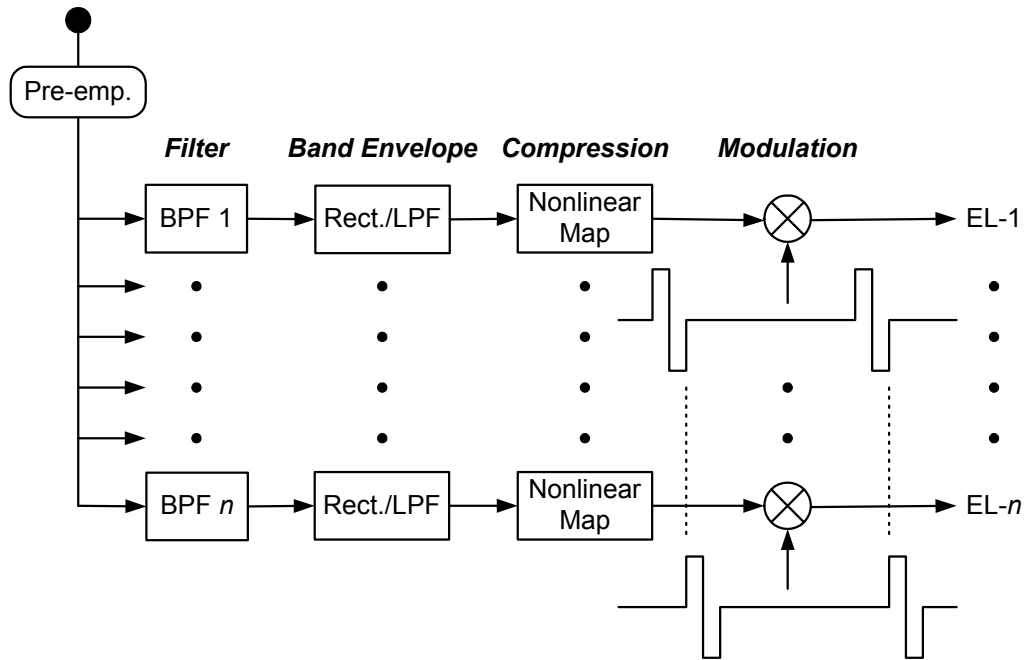 Pre-emp.
Filter Band Envelope Compression Modulation
BPF 1 Rect./LPF Nonlinear Map EL-1
BPF n Rect./LPF Nonlinear Map EL-n